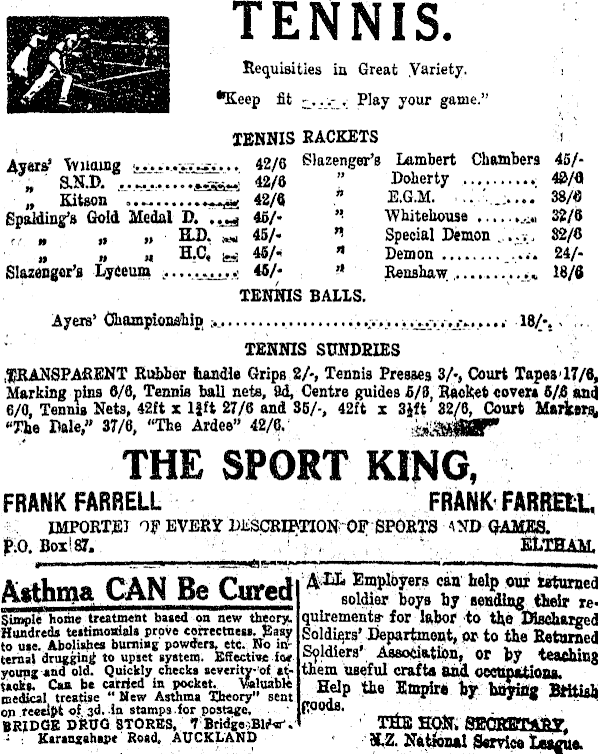 TENNIS.
Requisities in Great Variety.
"Keep fit ..... Play your game."
TENNIS RACKETS
Ayers' Wilding .............. 42/6
„ S.N.D. .............. 42/6
„ Kitson .............. 42/6
Spalding's Gold Medal D. .... 45/-
„ „ „ H.D. ... 45/-
„ „ „ H.C. ... 45/-
Slazenger's Lyceum .......... 45/-
Slazenger's Lambert Chambers 45/-
" Doherty .......... 42/6
" E.G.M. .......... 38/6
" Whitehouse ........ 32/6
" Special Demon ..... 32/6
" Demon .......... 24/-
" Renshaw .......... 18/6
TENNIS BALLS.
Ayers' Championship ........................................ 18/-.
TENNIS SUNDRIES
TRANSPARENT Rubber handle Grips 2/-, Tennis Presses 3/-, Court Tapes 17/6,
Marking pins 6/6, Tennis ball nets, 9d, Centre guides 5/6, Racket covers 5/6 and
6/6, Tennis Nets, 42ft x 1½ft 27/6 and 35/-, 42ft x 3½ft 32/6, Court Markers,
"The Dale," 37/6, "The Ardee" 42/6.
THE SPORT KING,
FRANK FARRELL FRANK FARRELL.
IMPORTER OF EVERY DESCRIPTION OF SPORTS AND GAMES.
P.O. Box 87. ELTHAM.
Asthma CAN Be Cured
Simple home treatment based on new theory.
Hundreds testimonials prove correctness. Easy
to use. Abolishes burning powders, etc. No in-
ternal drugging to upset system. Effective for
young and old. Quickly checks severity of at-
tacks. Can be carried in pocket. Valuable
medical treatise "New Asthma Theory" sent
on receipt of 3d. in stamps for postage.
BRIDGE DRUG STORES, 7 Bridge
Karangahape Road, AUCKLAND
ALL Employers can help our returned
soldier boys by sending their re-
quirements for labor to the Discharged
Soldiers' Department, or to the Returned
Soldiers' Association, or by teaching
them useful crafts and occupations.
Help the Empire by buying British
goods.
THE HON. SECRETARY,
N.Z. National Service League.